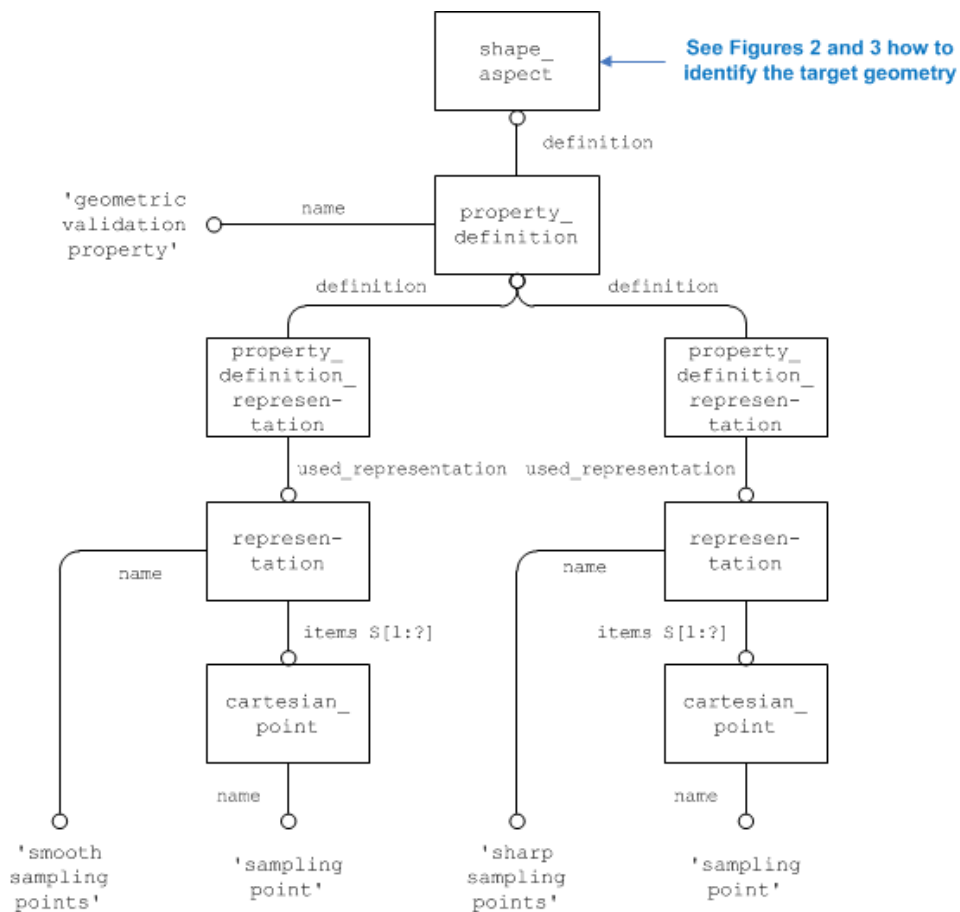 shape_
aspect
See Figures 2 and 3 how to
identify the target geometry
definition
'geometric
validation
property'
name
property_
definition
definition
definition
property_
definition_
represen-
tation
property_
definition_
represen-
tation
used_representation
used_representation
represen-
tation
represen-
tation
name
name
items S[1:?]
items S[1:?]
cartesian_
point
cartesian_
point
name
name
'smooth
sampling
points'
'sampling
point'
'sharp
sampling
points'
'sampling
point'